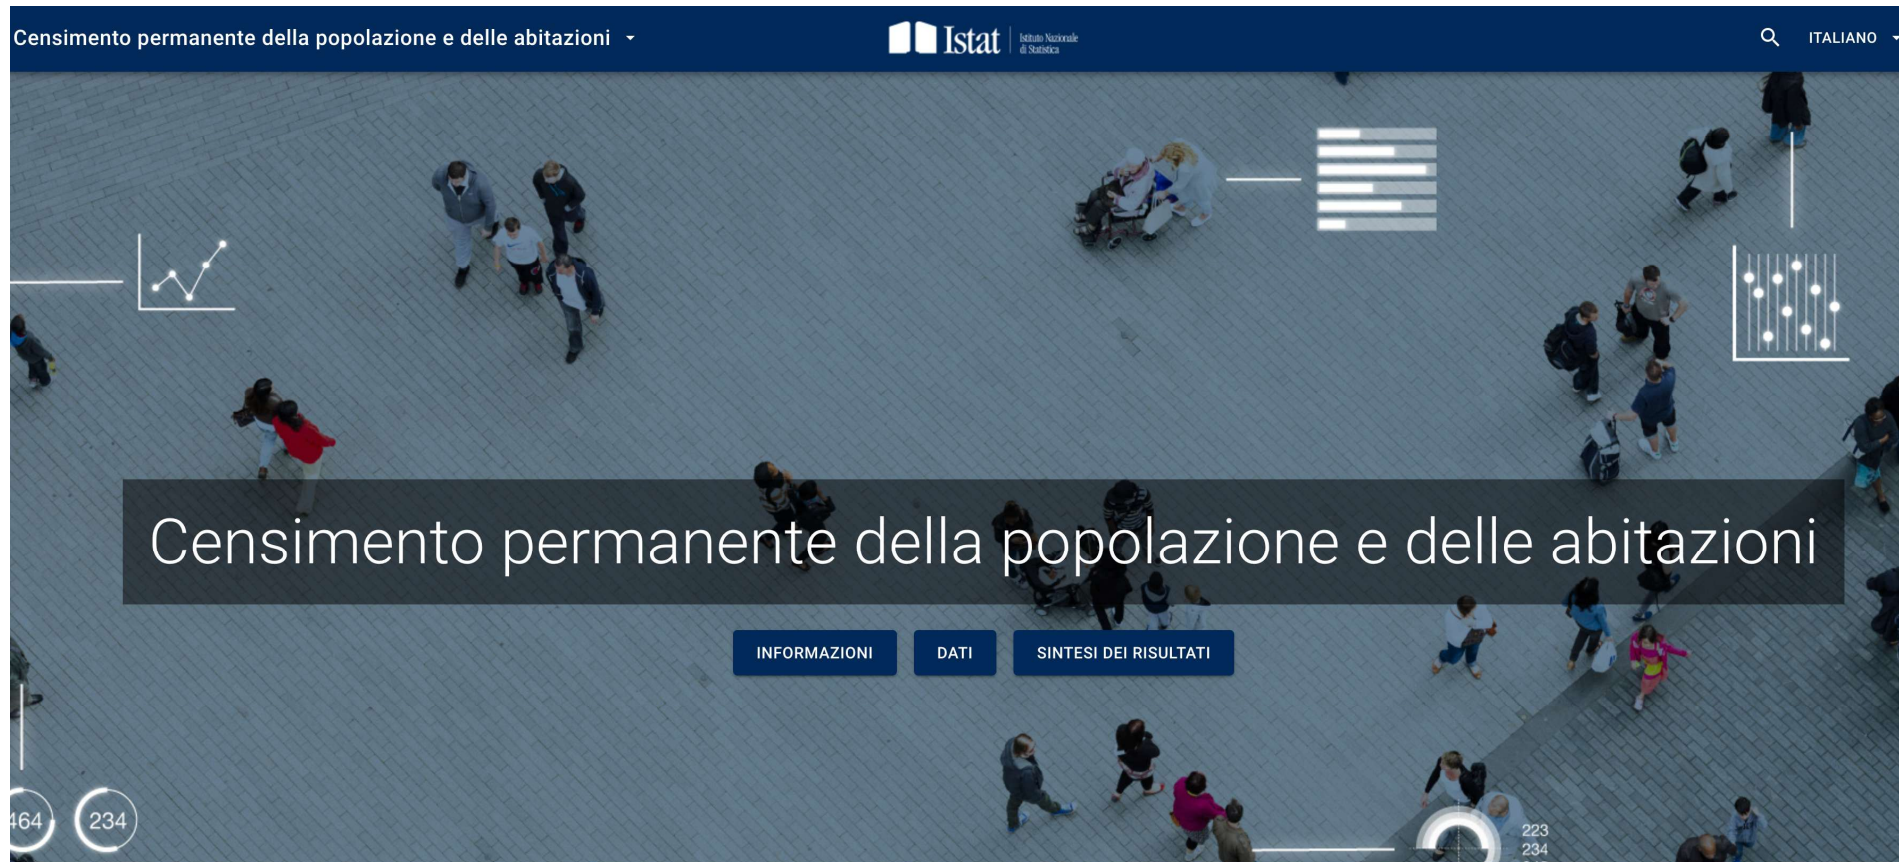 Censimento permanente della popolazione e delle abitazioni
Istat
Istituto Nazionale
di Statistica
ITALIANO
Censimento permanente della popolazione e delle abitazioni
INFORMAZIONI
DATI
SINTESI DEI RISULTATI
464
234
223
234